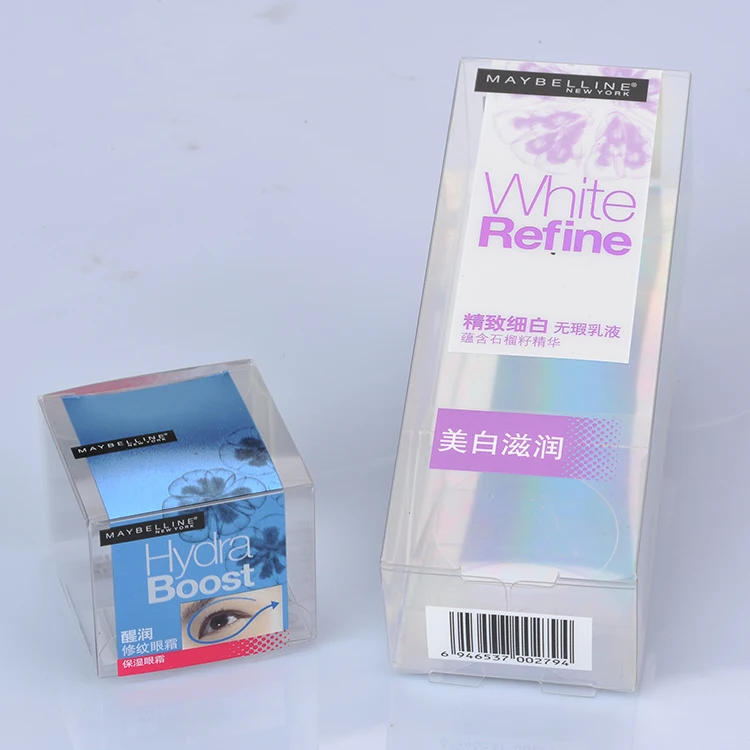 MAYBELLINE®
NEW YORK
White
Refine
精致细白 无瑕乳液
蕴含石榴籽精华
美白滋润
6 946537 002794
MAYBELLINE®
NEW YORK
MAYBELLINE®
NEW YORK
Hydra
Boost
醒润
修纹眼霜
保湿眼霜